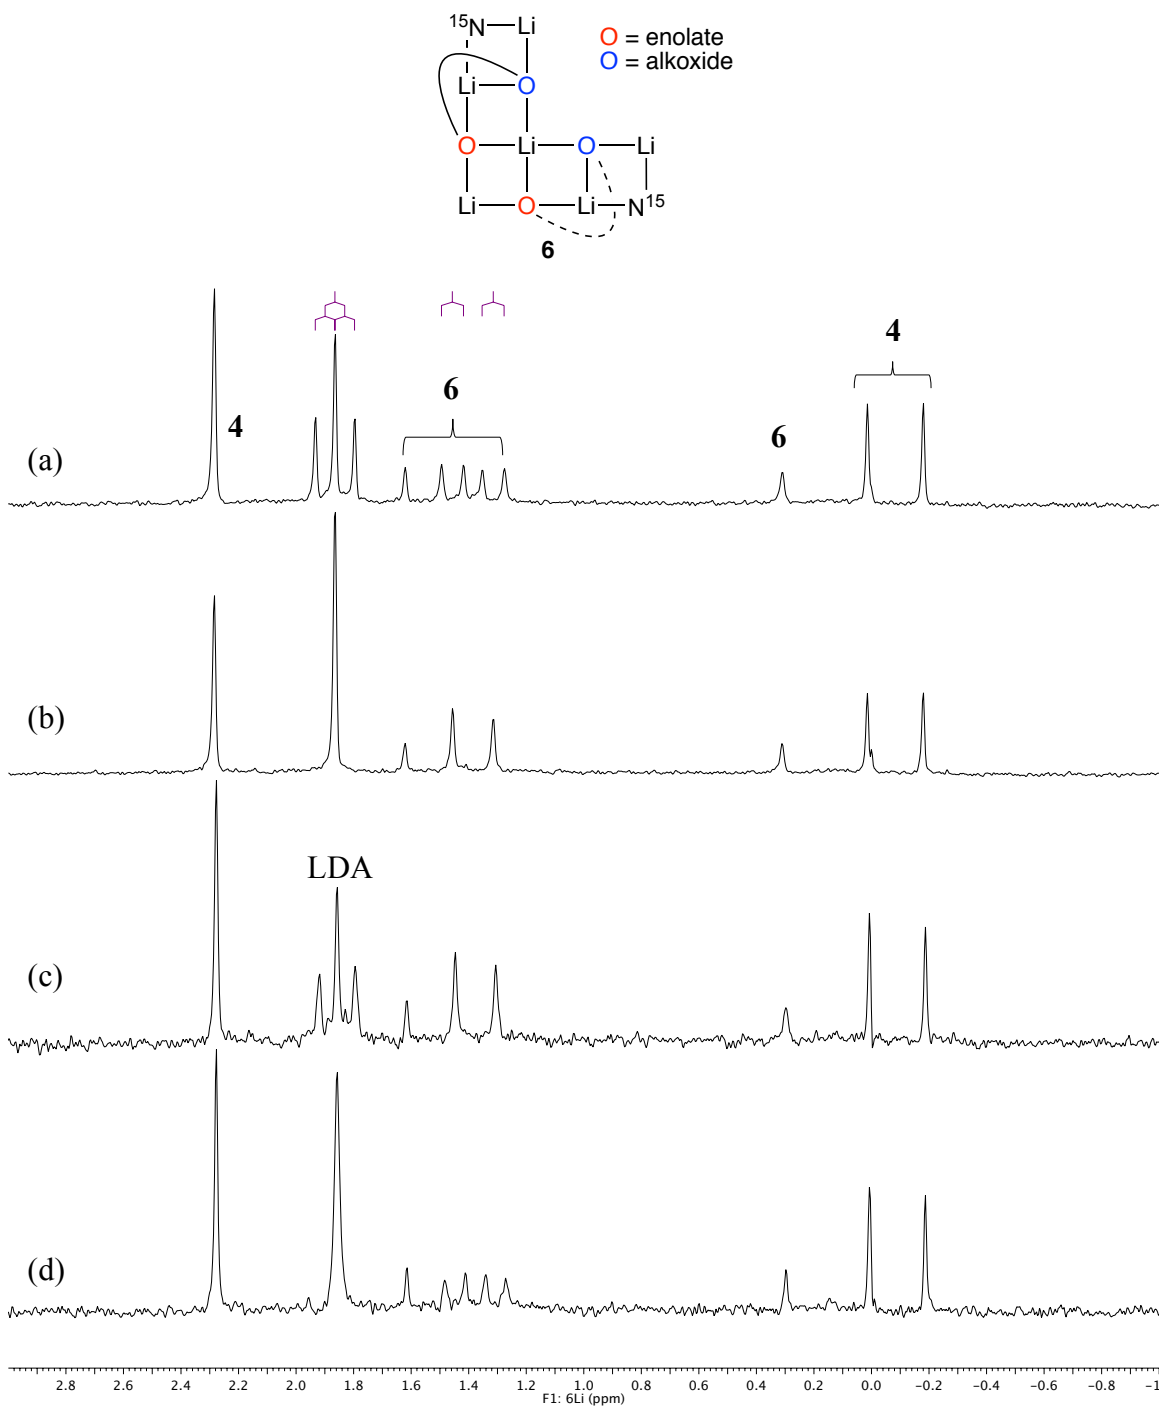 ¹⁵N Li
O = enolate
O = alkoxide
Li O
O Li O Li
Li O Li N¹⁵
6
4
6
4
6
(a)
(b)
LDA
(c)
(d)
2.8 2.6 2.4 2.2 2.0 1.8 1.6 1.4 1.2 1.0 0.8 0.6 0.4 0.2 0.0 -0.2 -0.4 -0.6 -0.8 -1
F1: 6Li (ppm)